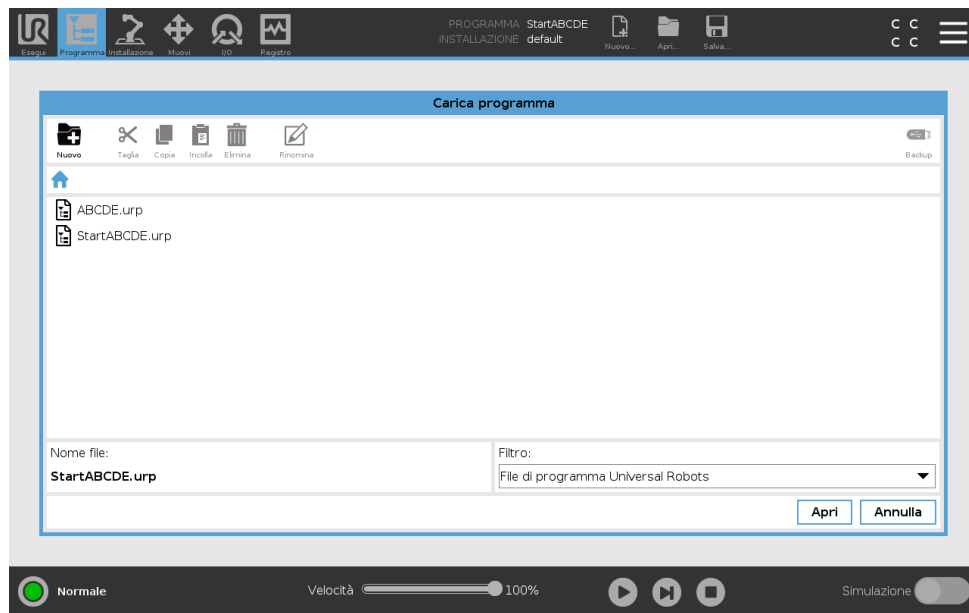 PROGRAMMA StartABCDE
INSTALLAZIONE default
C C
C C
Esegui Programma Installazione Muovi I/O Registro Nuovo... Apri... Salva...
Carica programma
Nuovo Taglia Copia Incolla Elimina Rinomina Backup
ABCDE.urp
StartABCDE.urp
Nome file: Filtro:
StartABCDE.urp File di programma Universal Robots
Apri Annulla
Normale Velocità 100% Simulazione